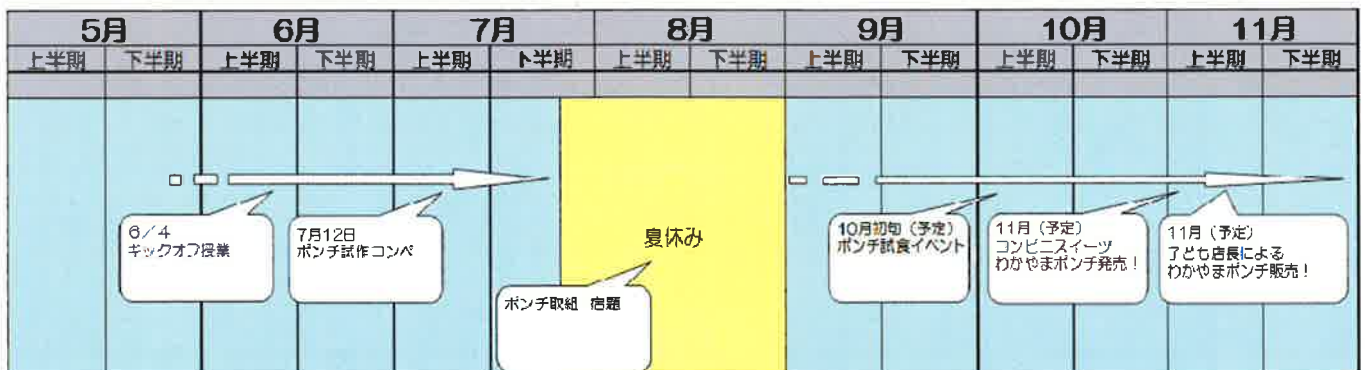 5月 6月 7月 8月 9月 10月 11月
上半期 下半期 上半期 下半期 上半期 下半期 上半期 下半期 上半期 下半期 上半期 下半期 上半期 下半期
6/4
キックオフ授業
7月12日
ポンチ試作コンペ
ポンチ取組 宿題
夏休み
10月初旬(予定)
ポンチ試食イベント
11月(予定)
コンビニスイーツ
わかやまポンチ発売!
11月(予定)
子ども店長による
わかやまポンチ販売!